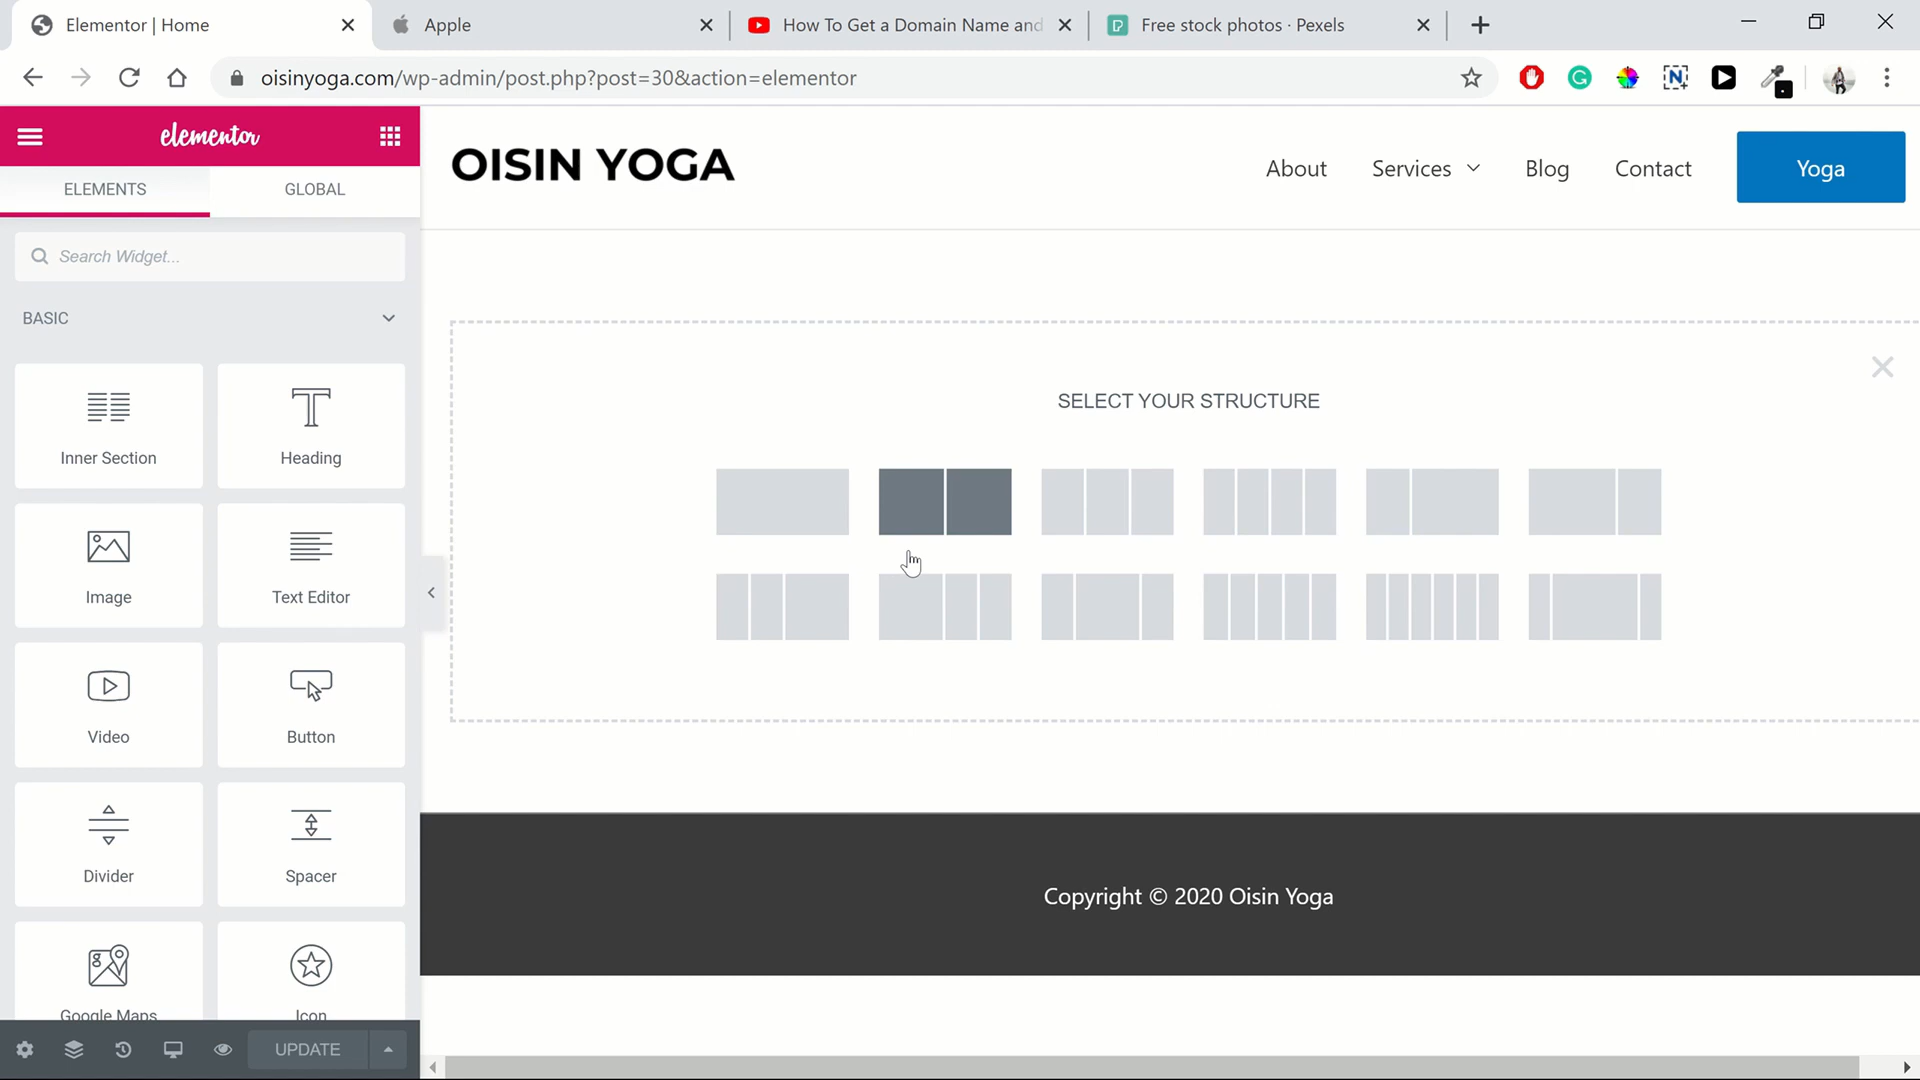 Elementor | Home
Apple
How To Get a Domain Name and
Free stock photos · Pexels
oisinyoga.com/wp-admin/post.php?post=30&action=elementor
elementor
ELEMENTS
GLOBAL
Search Widget...
BASIC
Inner Section
Heading
Image
Text Editor
Video
Button
Divider
Spacer
Google Maps
Icon
UPDATE
OISIN YOGA
About
Services
Blog
Contact
Yoga
SELECT YOUR STRUCTURE
Copyright © 2020 Oisin Yoga